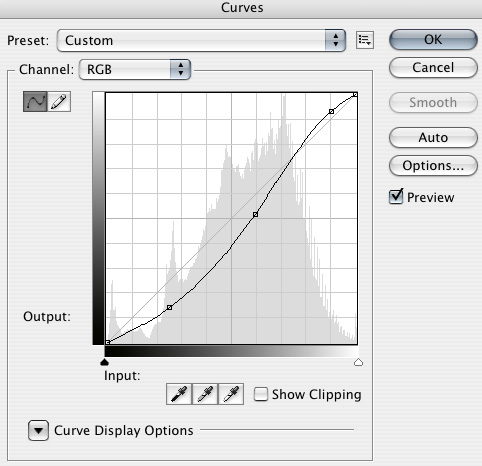 Curves
Preset: Custom
OK
Channel: RGB
Cancel
Smooth
Auto
Options...
Preview
Output:
Input:
Show Clipping
Curve Display Options